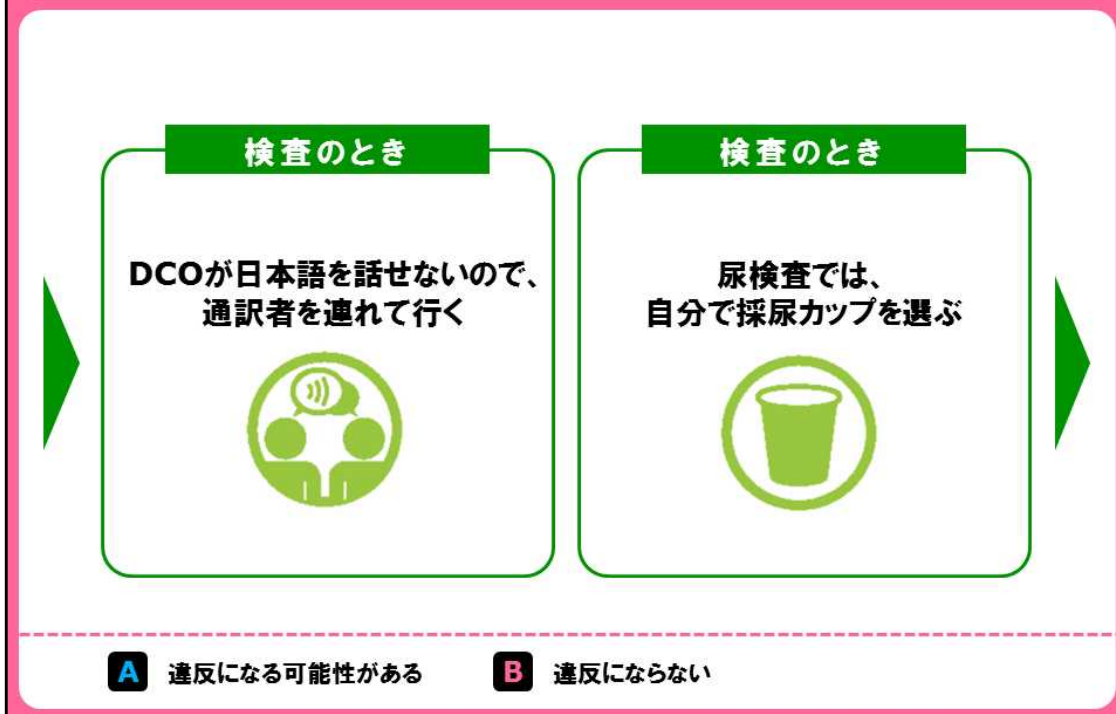 検査のとき
DCOが日本語を話せないので、
通訳者を連れて行く
検査のとき
尿検査では、
自分で採尿カップを選ぶ
A 違反になる可能性がある
B 違反にならない